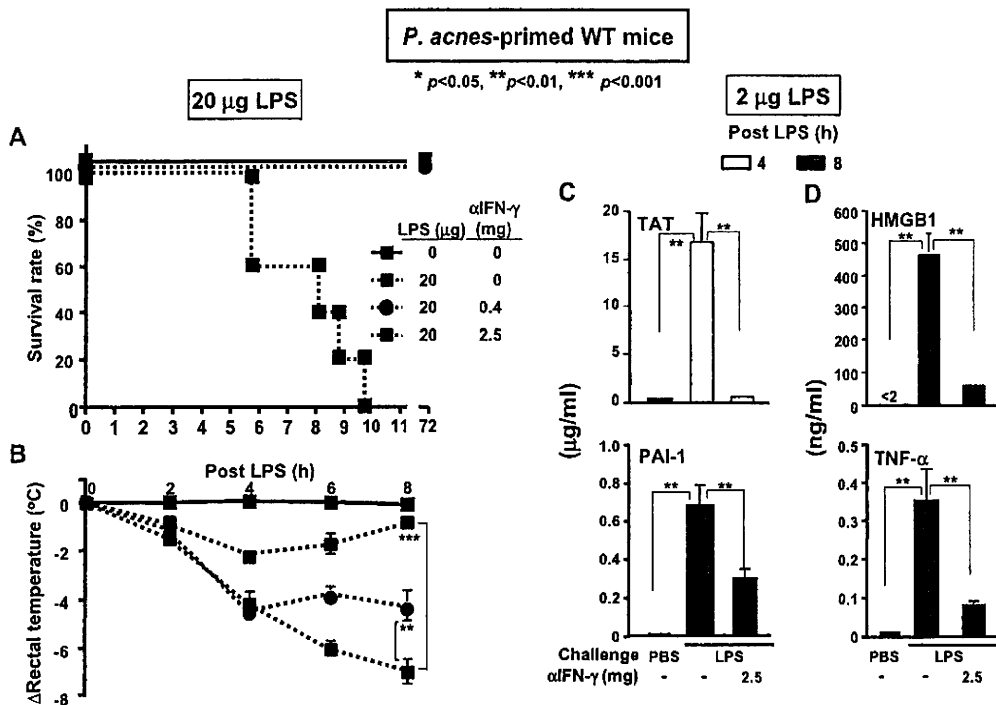 P. acnes-primed WT mice
* p<0.05, **p<0.01, *** p<0.001
20 µg LPS
2 µg LPS
Post LPS (h)
4 8
A
Survival rate (%)
100
80
60
40
20
0
0 1 2 3 4 5 6 7 8 9 10 11 72
LPS (µg) αIFN-γ (mg)
0 0
20 0
20 0.4
20 2.5
B
Post LPS (h)
0 2 4 6 8
ΔRectal temperature (°C)
0
-2
-4
-6
-8
***
**
C
TAT
20
15
10
5
0
** **
(µg/ml)
PAI-1
0.8
0.6
0.4
0.2
0
** **
Challenge PBS LPS
αIFN-γ (mg) - - 2.5
D
HMGB1
600
500
400
300
200
100
0
** **
<2
(ng/ml)
TNF-α
0.5
0.4
0.3
0.2
0.1
0
** **
PBS LPS
- - 2.5